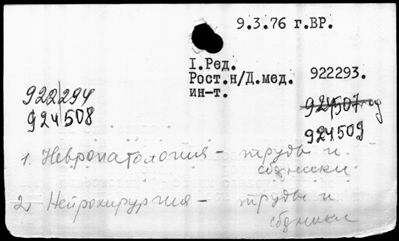 9.3.76 г.ВР.
I.Ред.
Рост.н/Д.мед. 922293.
ин-т.
922294
924508
924507
924509
1. Невропатология - труды и
сборники
2. Нейрохирургия - труды и
сборники